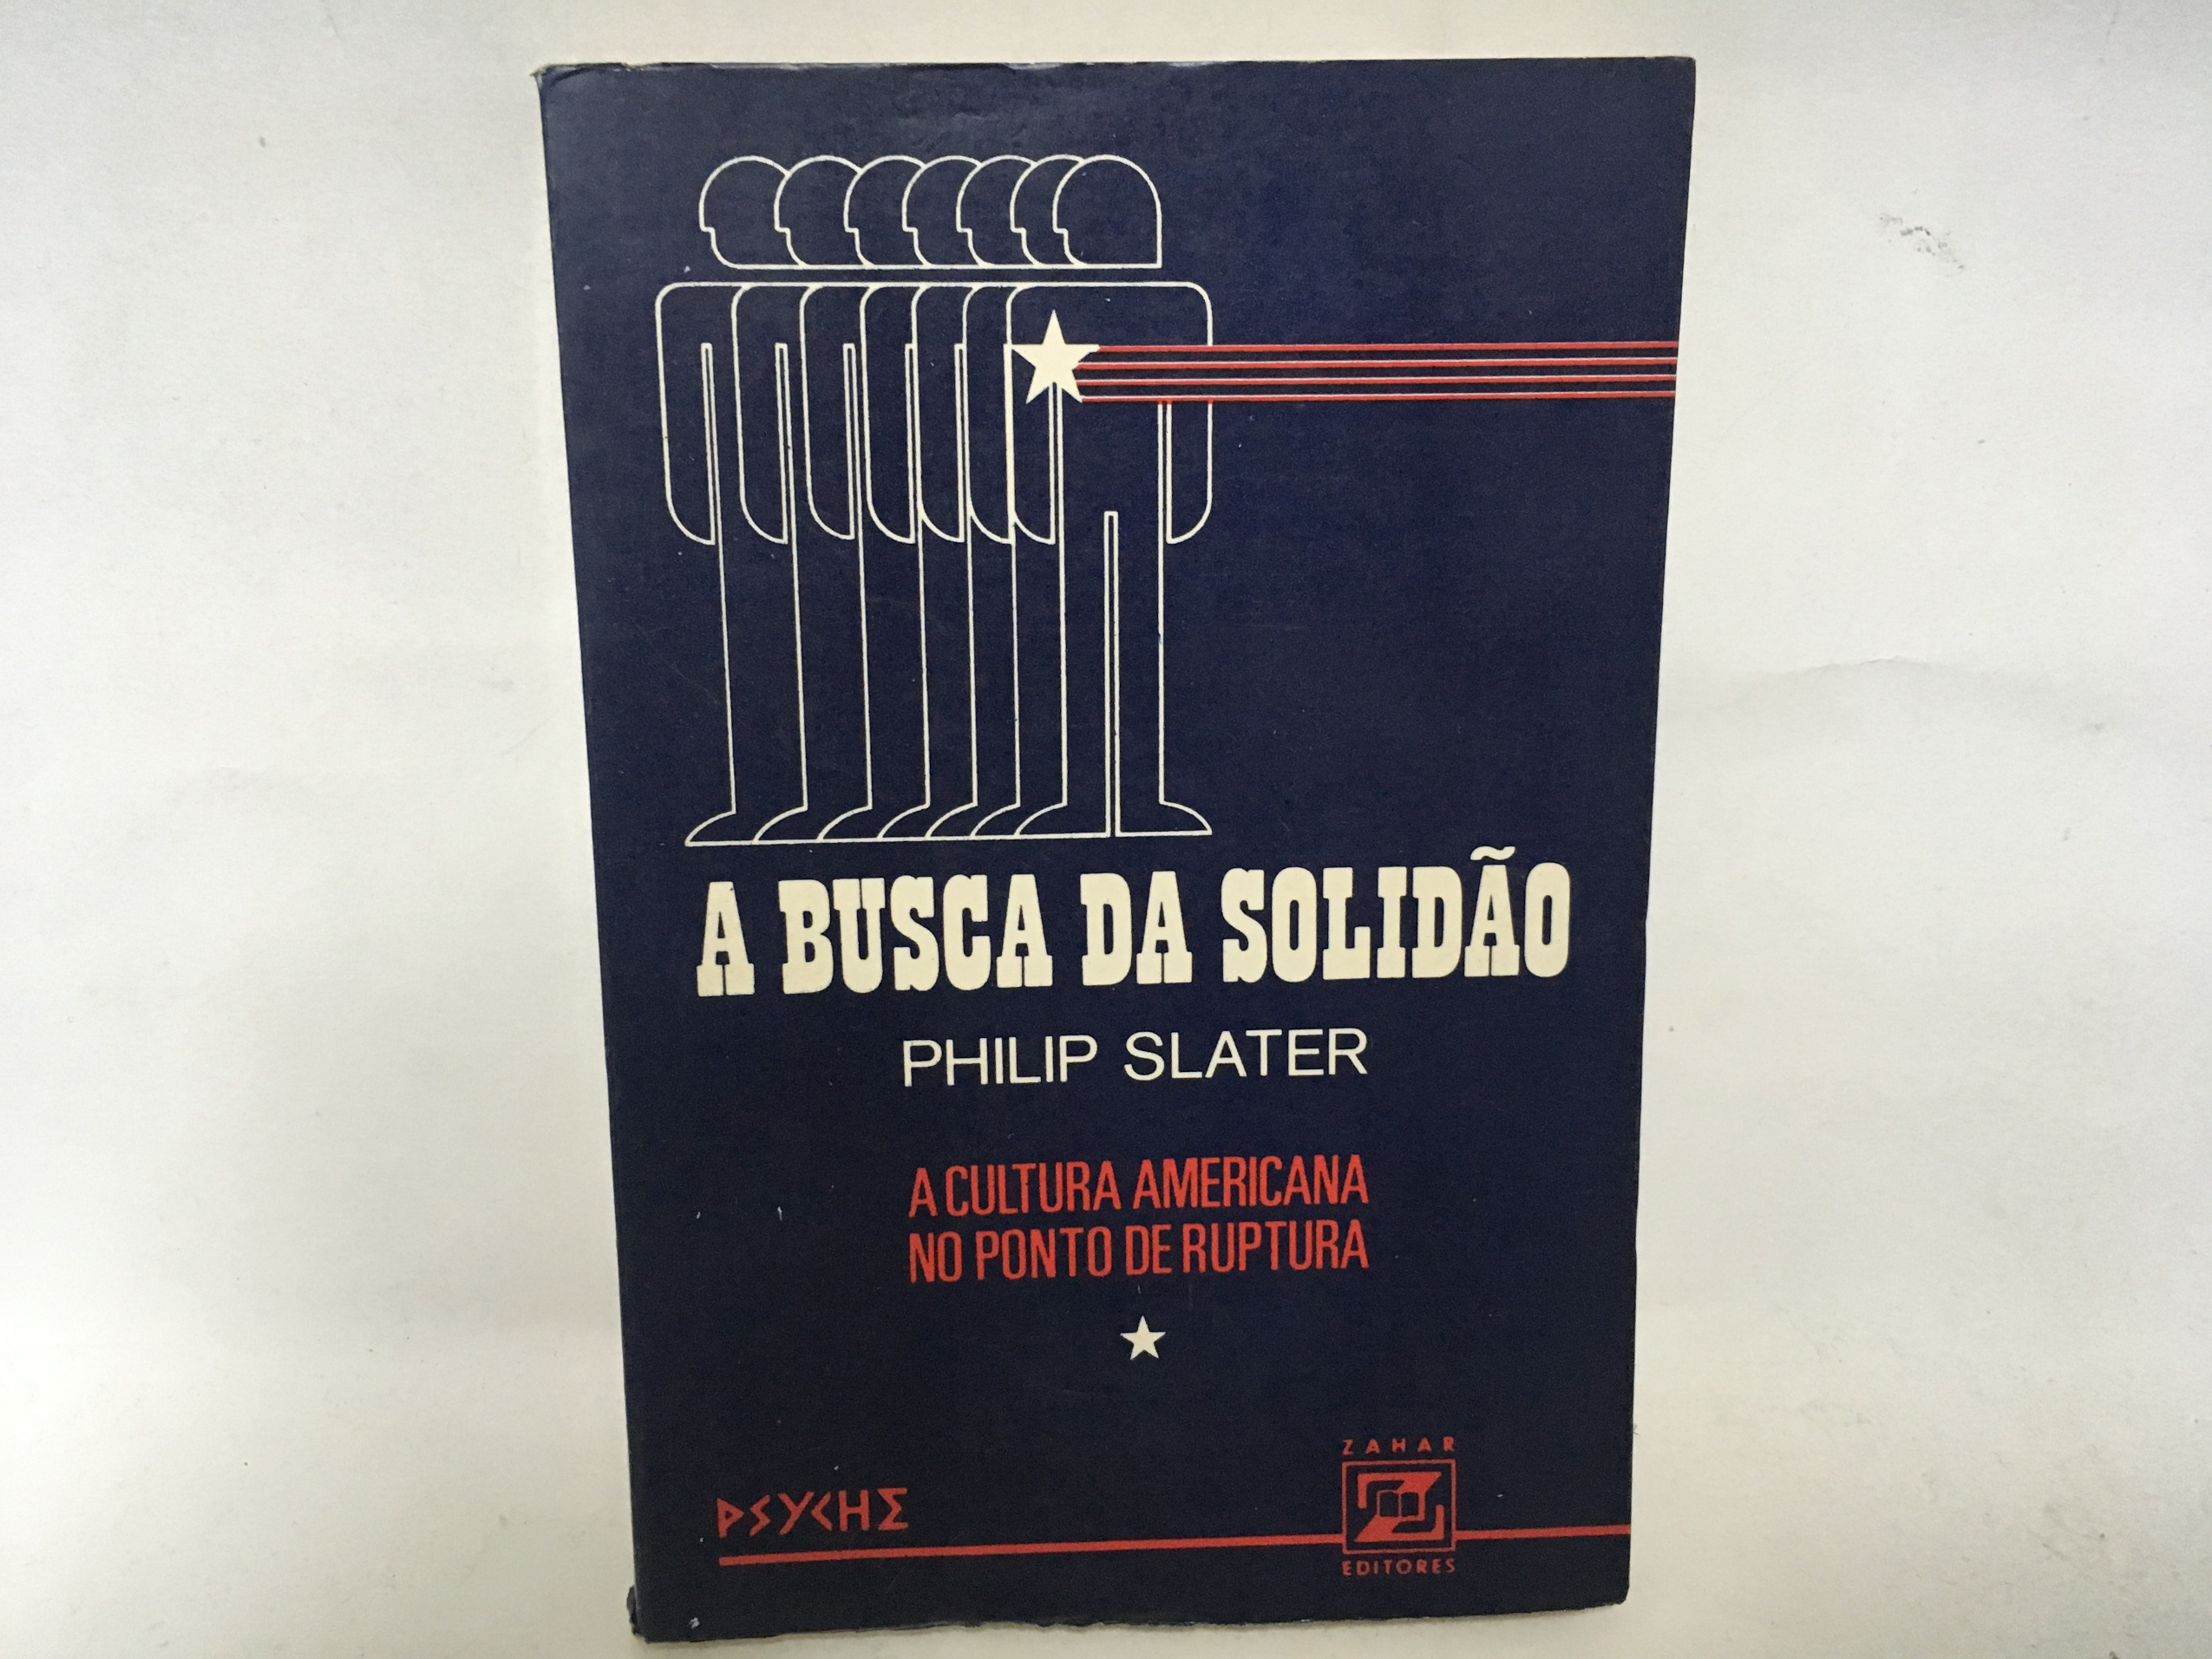 A BUSCA DA SOLIDÃO
PHILIP SLATER
A CULTURA AMERICANA
NO PONTO DE RUPTURA
PSYCHE
ZAHAR
EDITORES